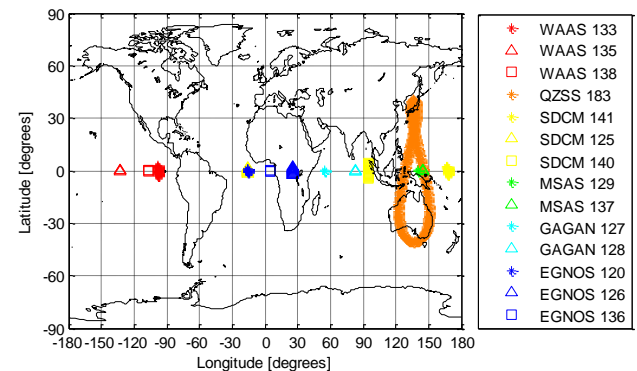 90
60
30
0
-30
-60
-90
-180 -150 -120 -90 -60 -30 0 30 60 90 120 150 180
Latitude [degrees]
Longitude [degrees]
WAAS 133
WAAS 135
WAAS 138
QZSS 183
SDCM 141
SDCM 125
SDCM 140
MSAS 129
MSAS 137
GAGAN 127
GAGAN 128
EGNOS 120
EGNOS 126
EGNOS 136